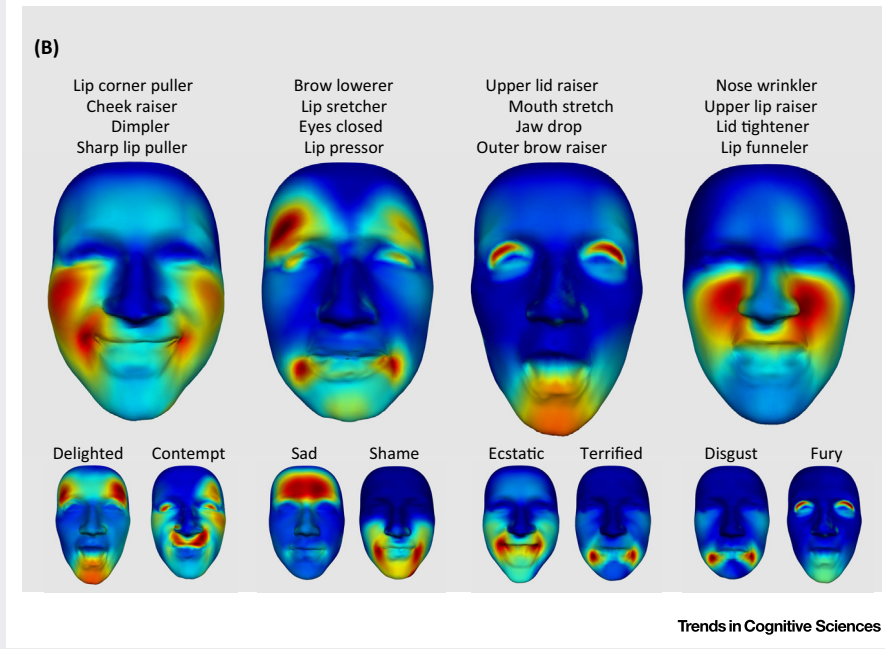 (B)
Lip corner puller
Cheek raiser
Dimpler
Sharp lip puller
Brow lowerer
Lip sretcher
Eyes closed
Lip pressor
Upper lid raiser
Mouth stretch
Jaw drop
Outer brow raiser
Nose wrinkler
Upper lip raiser
Lid tightener
Lip funneler
Delighted
Contempt
Sad
Shame
Ecstatic
Terrified
Disgust
Fury
Trends in Cognitive Sciences